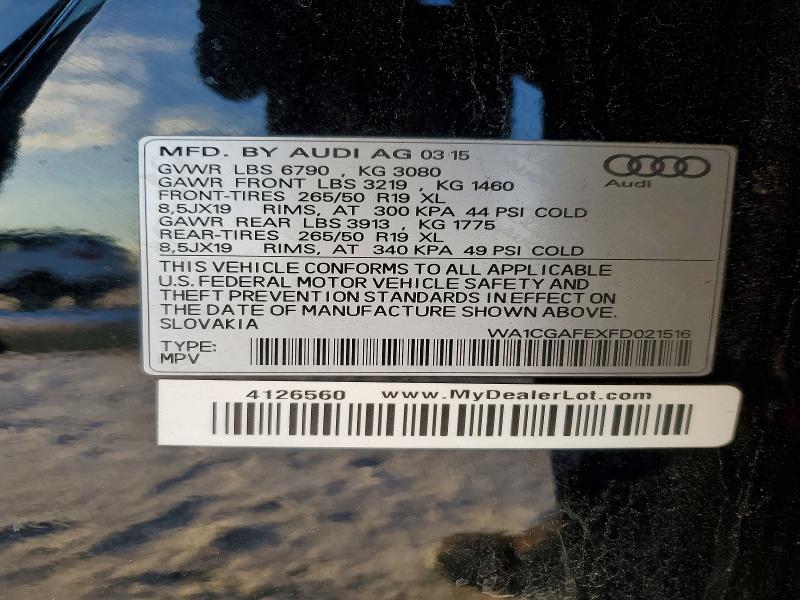 MFD. BY AUDI AG 03 15
GVWR LBS 6790 , KG 3080
GAWR FRONT LBS 3219 , KG 1460
FRONT-TIRES 265/50 R19 XL
8,5JX19 RIMS, AT 300 KPA 44 PSI COLD
GAWR REAR LBS 3913 , KG 1775
REAR-TIRES 265/50 R19 XL
8,5JX19 RIMS, AT 340 KPA 49 PSI COLD
Audi
THIS VEHICLE CONFORMS TO ALL APPLICABLE
U.S. FEDERAL MOTOR VEHICLE SAFETY AND
THEFT PREVENTION STANDARDS IN EFFECT ON
THE DATE OF MANUFACTURE SHOWN ABOVE.
SLOVAKIA
WA1CGAFEXFD021516
TYPE:
MPV
4126560 www.MyDealerLot.com